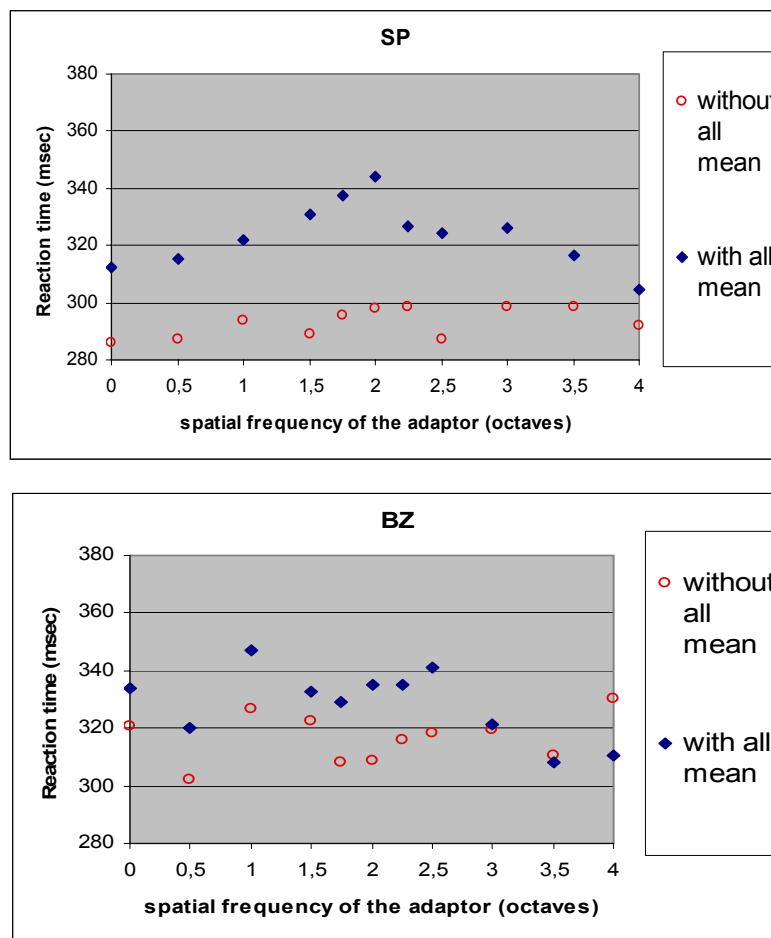 SP
380
360
340
320
300
280
Reaction time (msec)
0 0,5 1 1,5 2 2,5 3 3,5 4
spatial frequency of the adaptor (octaves)
without
all
mean
with all
mean
BZ
380
360
340
320
300
280
Reaction time (msec)
0 0,5 1 1,5 2 2,5 3 3,5 4
spatial frequency of the adaptor (octaves)
without
all
mean
with all
mean